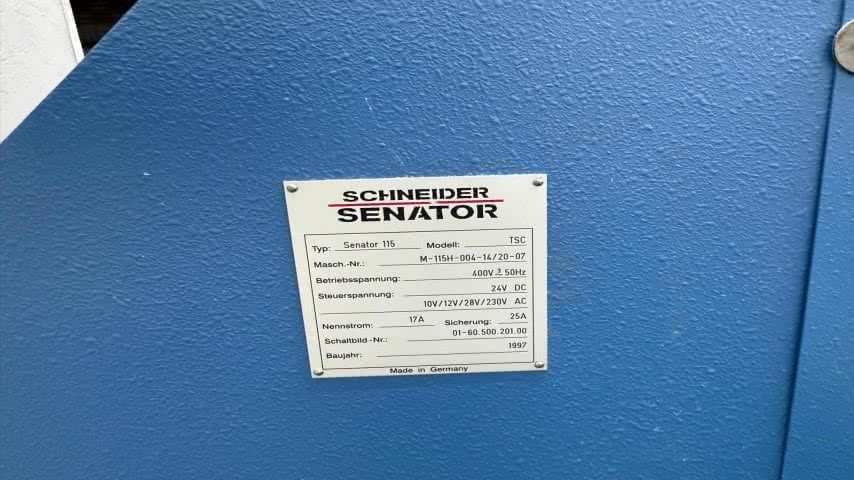 SCHNEIDER
SENATOR
Typ: Senator 115 Modell: TSC
Masch.-Nr.: M-115H-004-14/20-07
Betriebsspannung: 400V 3~ 50Hz
Steuerspannung: 24V DC
10V/12V/28V/230V AC
Nennstrom: 17A Sicherung: 25A
Schaltbild-Nr.: 01-60.500.201.00
Baujahr: 1997
Made in Germany